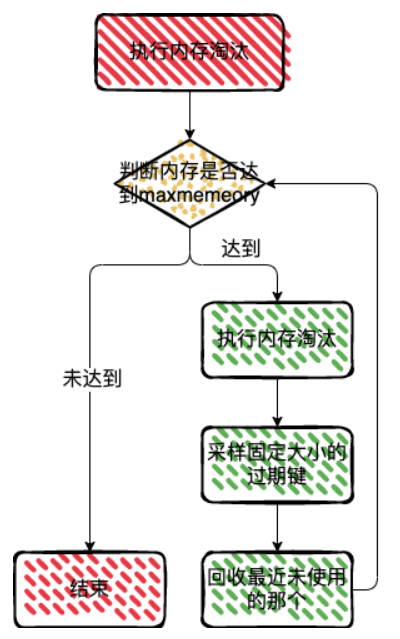 执行内存淘汰
判断内存是否达
到maxmemeory
达到
执行内存淘汰
未达到
采样固定大小的
过期键
结束
回收最近未使用
的那个